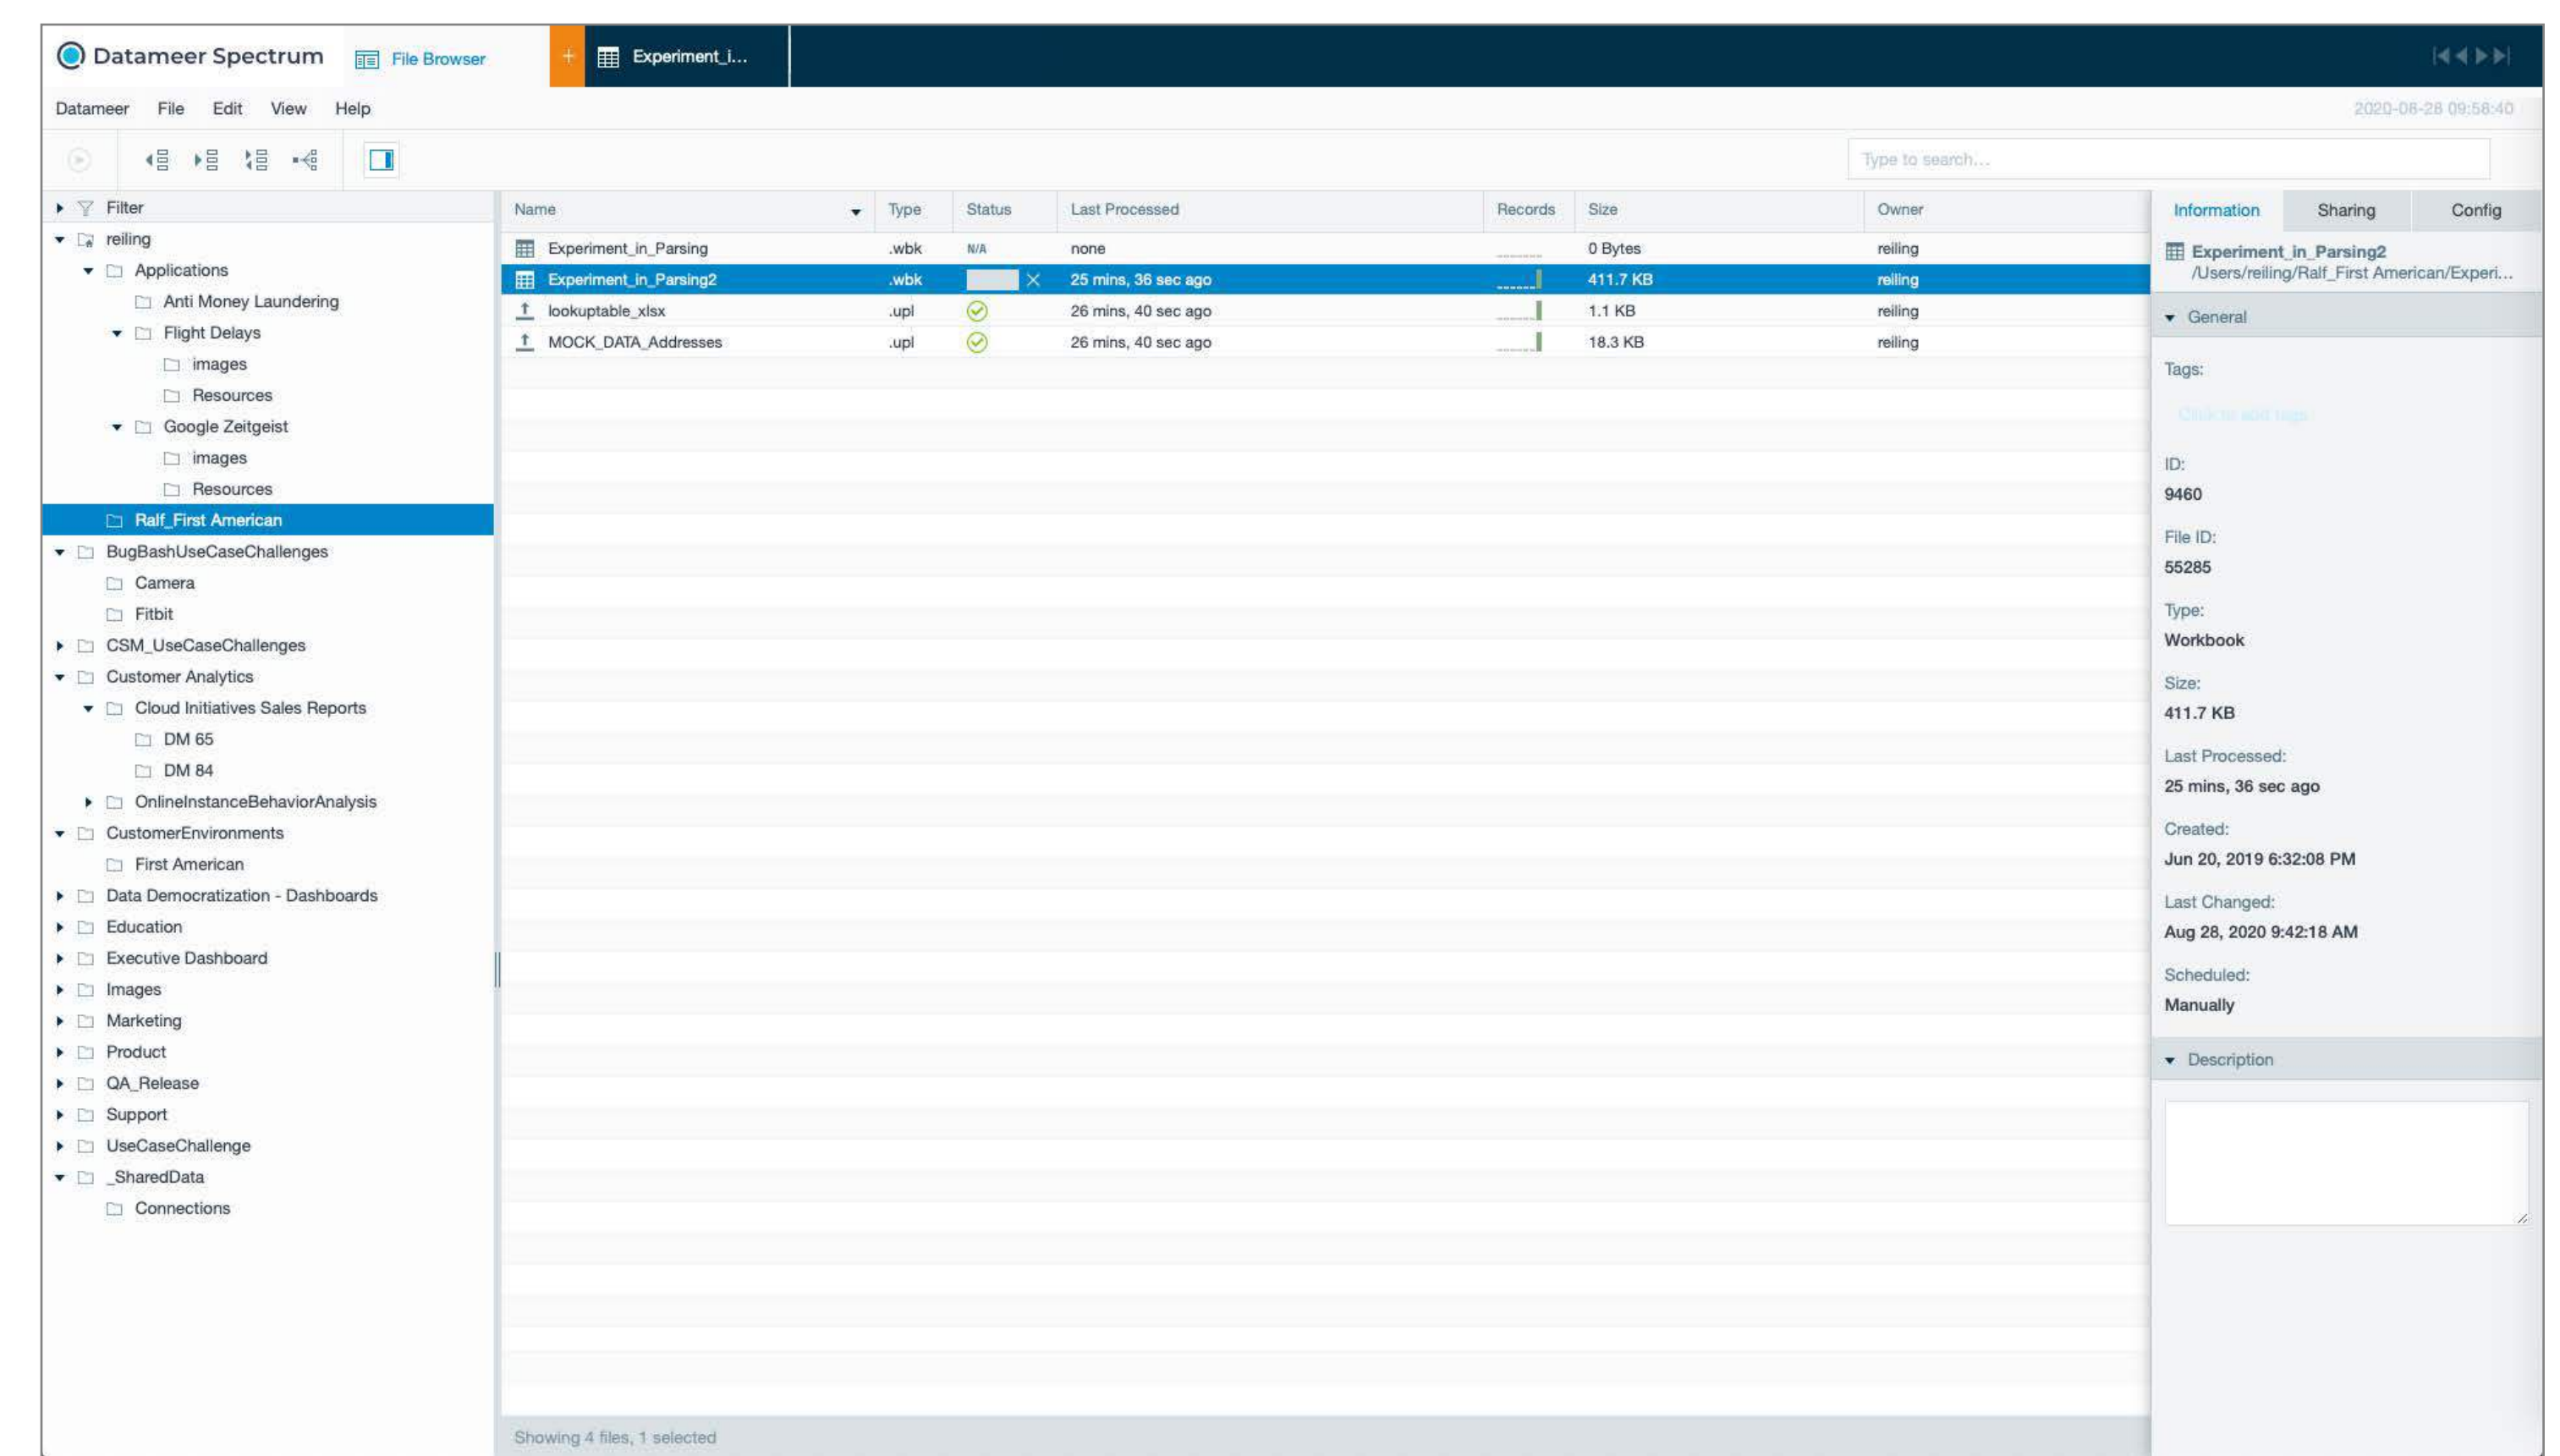 Datameer Spectrum File Browser + Experiment_i...
Datameer File Edit View Help 2020-08-28 09:58:40
Type to search...
Filter
reiling
Applications
Anti Money Laundering
Flight Delays
images
Resources
Google Zeitgeist
images
Resources
Ralf_First American
BugBashUseCaseChallenges
Camera
Fitbit
CSM_UseCaseChallenges
Customer Analytics
Cloud Initiatives Sales Reports
DM 65
DM 84
OnlineInstanceBehaviorAnalysis
CustomerEnvironments
First American
Data Democratization - Dashboards
Education
Executive Dashboard
Images
Marketing
Product
QA_Release
Support
UseCaseChallenge
_SharedData
Connections
Name Type Status Last Processed Records Size Owner
Experiment_in_Parsing .wbk N/A none 0 Bytes reiling
Experiment_in_Parsing2 .wbk 25 mins, 36 sec ago 411.7 KB reiling
lookuptable_xlsx .upl 26 mins, 40 sec ago 1.1 KB reiling
MOCK_DATA_Addresses .upl 26 mins, 40 sec ago 18.3 KB reiling
Showing 4 files, 1 selected
Information Sharing Config
Experiment_in_Parsing2
/Users/reiling/Ralf_First American/Experi...
General
Tags:
Click to add tags
ID:
9460
File ID:
55285
Type:
Workbook
Size:
411.7 KB
Last Processed:
25 mins, 36 sec ago
Created:
Jun 20, 2019 6:32:08 PM
Last Changed:
Aug 28, 2020 9:42:18 AM
Scheduled:
Manually
Description